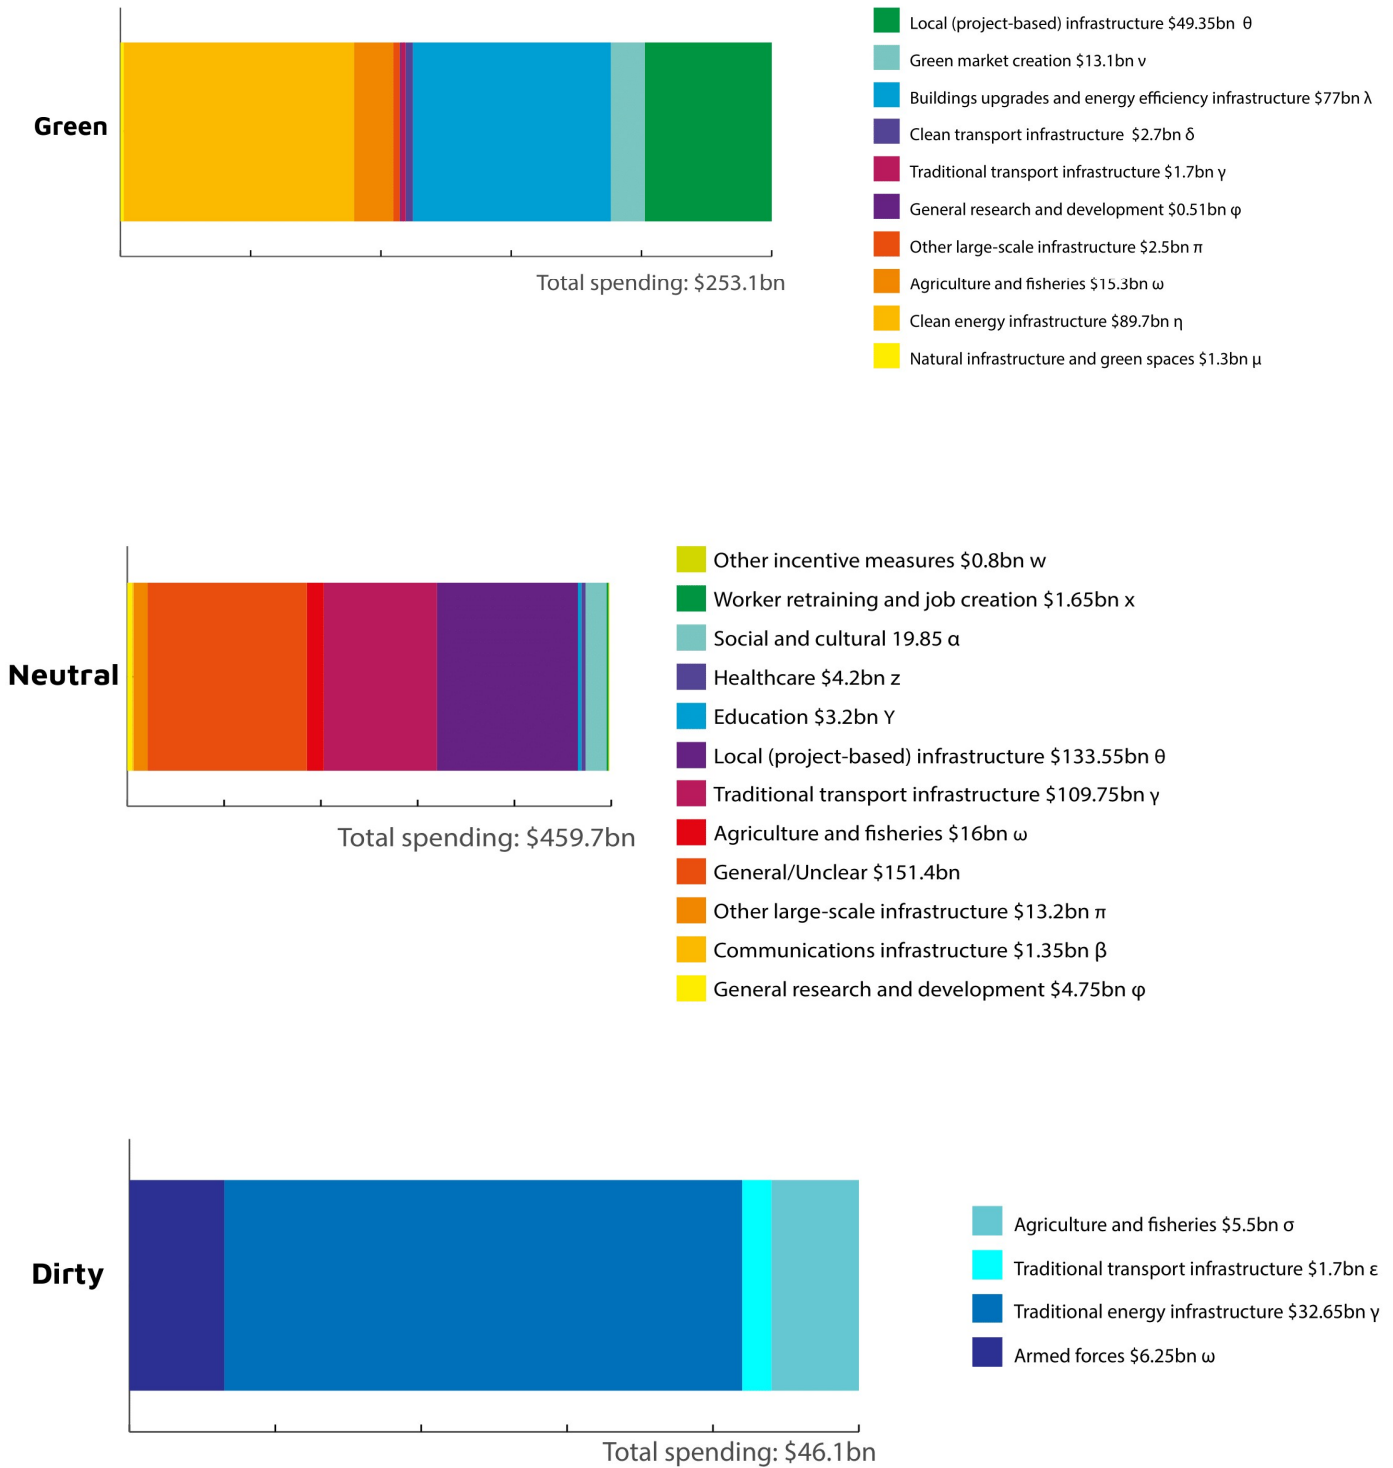 Green
Total spending: $253.1bn
Local (project-based) infrastructure $49.35bn θ
Green market creation $13.1bn ν
Buildings upgrades and energy efficiency infrastructure $77bn λ
Clean transport infrastructure $2.7bn δ
Traditional transport infrastructure $1.7bn γ
General research and development $0.51bn φ
Other large-scale infrastructure $2.5bn π
Agriculture and fisheries $15.3bn ω
Clean energy infrastructure $89.7bn η
Natural infrastructure and green spaces $1.3bn μ
Neutral
Total spending: $459.7bn
Other incentive measures $0.8bn w
Worker retraining and job creation $1.65bn x
Social and cultural 19.85 α
Healthcare $4.2bn z
Education $3.2bn Υ
Local (project-based) infrastructure $133.55bn θ
Traditional transport infrastructure $109.75bn γ
Agriculture and fisheries $16bn ω
General/Unclear $151.4bn
Other large-scale infrastructure $13.2bn π
Communications infrastructure $1.35bn β
General research and development $4.75bn φ
Dirty
Total spending: $46.1bn
Agriculture and fisheries $5.5bn σ
Traditional transport infrastructure $1.7bn ε
Traditional energy infrastructure $32.65bn γ
Armed forces $6.25bn ω